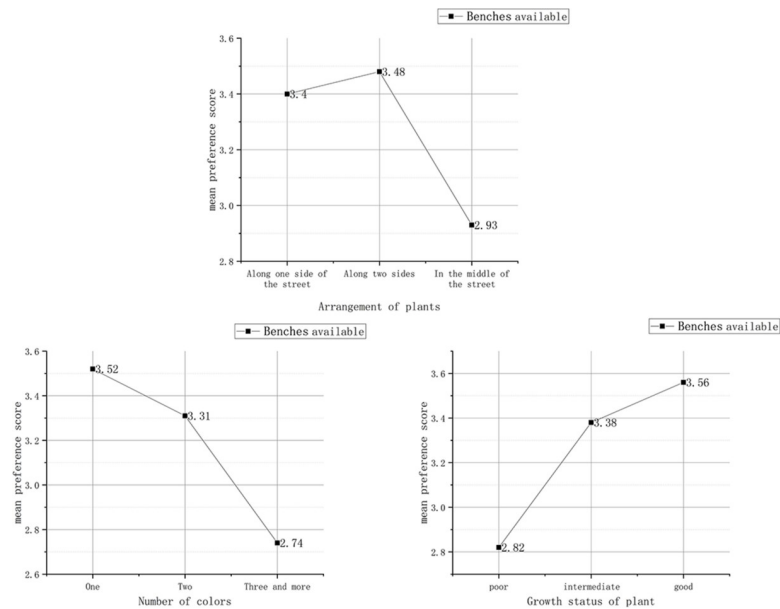 Benches available
3.6
3.4
3.2
3.0
2.8
mean preference score
3.4
3.48
2.93
Along one side of
the street
Along two sides
In the middle of
the street
Arrangement of plants
Benches available
3.6
3.4
3.2
3.0
2.8
2.6
mean preference score
3.52
3.31
2.74
One
Two
Three and more
Number of colors
Benches available
3.6
3.4
3.2
3.0
2.8
mean preference score
2.82
3.38
3.56
poor
intermediate
good
Growth status of plant